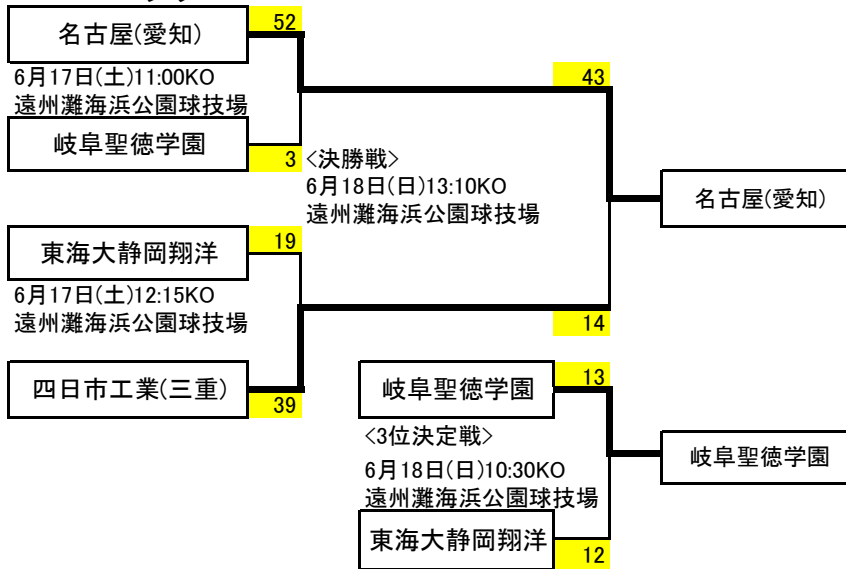 52
名古屋(愛知)
6月17日(土)11:00KO
遠州灘海浜公園球技場
43
岐阜聖徳学園
3
<決勝戦>
6月18日(日)13:10KO
遠州灘海浜公園球技場
名古屋(愛知)
19
東海大静岡翔洋
6月17日(土)12:15KO
遠州灘海浜公園球技場
14
四日市工業(三重)
39
13
岐阜聖徳学園
<3位決定戦>
6月18日(日)10:30KO
遠州灘海浜公園球技場
岐阜聖徳学園
東海大静岡翔洋
12